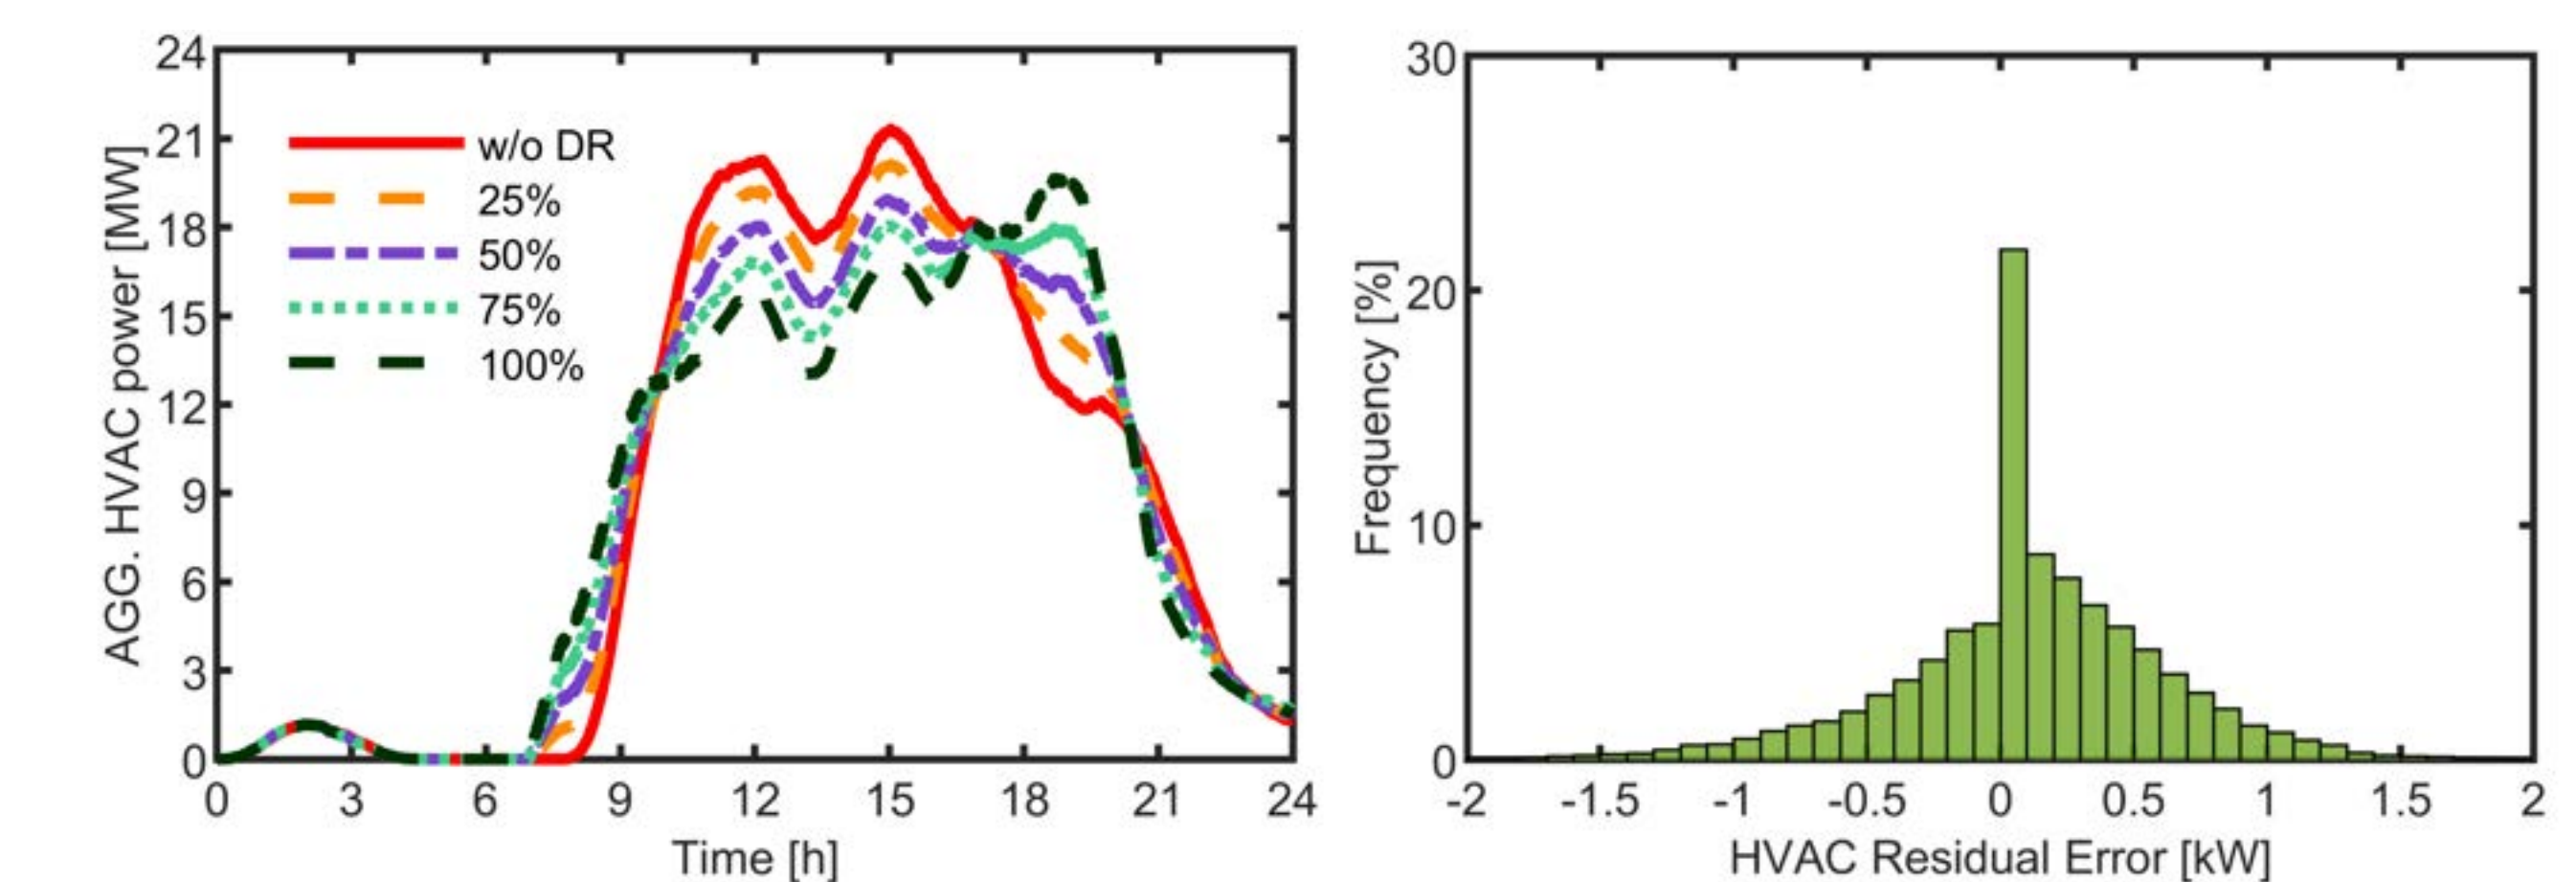 24
21
18
15
12
9
6
3
0
AGG. HVAC power [MW]
w/o DR
25%
50%
75%
100%
0 3 6 9 12 15 18 21 24
Time [h]
30
20
10
0
Frequency [%]
-2 -1.5 -1 -0.5 0 0.5 1 1.5 2
HVAC Residual Error [kW]